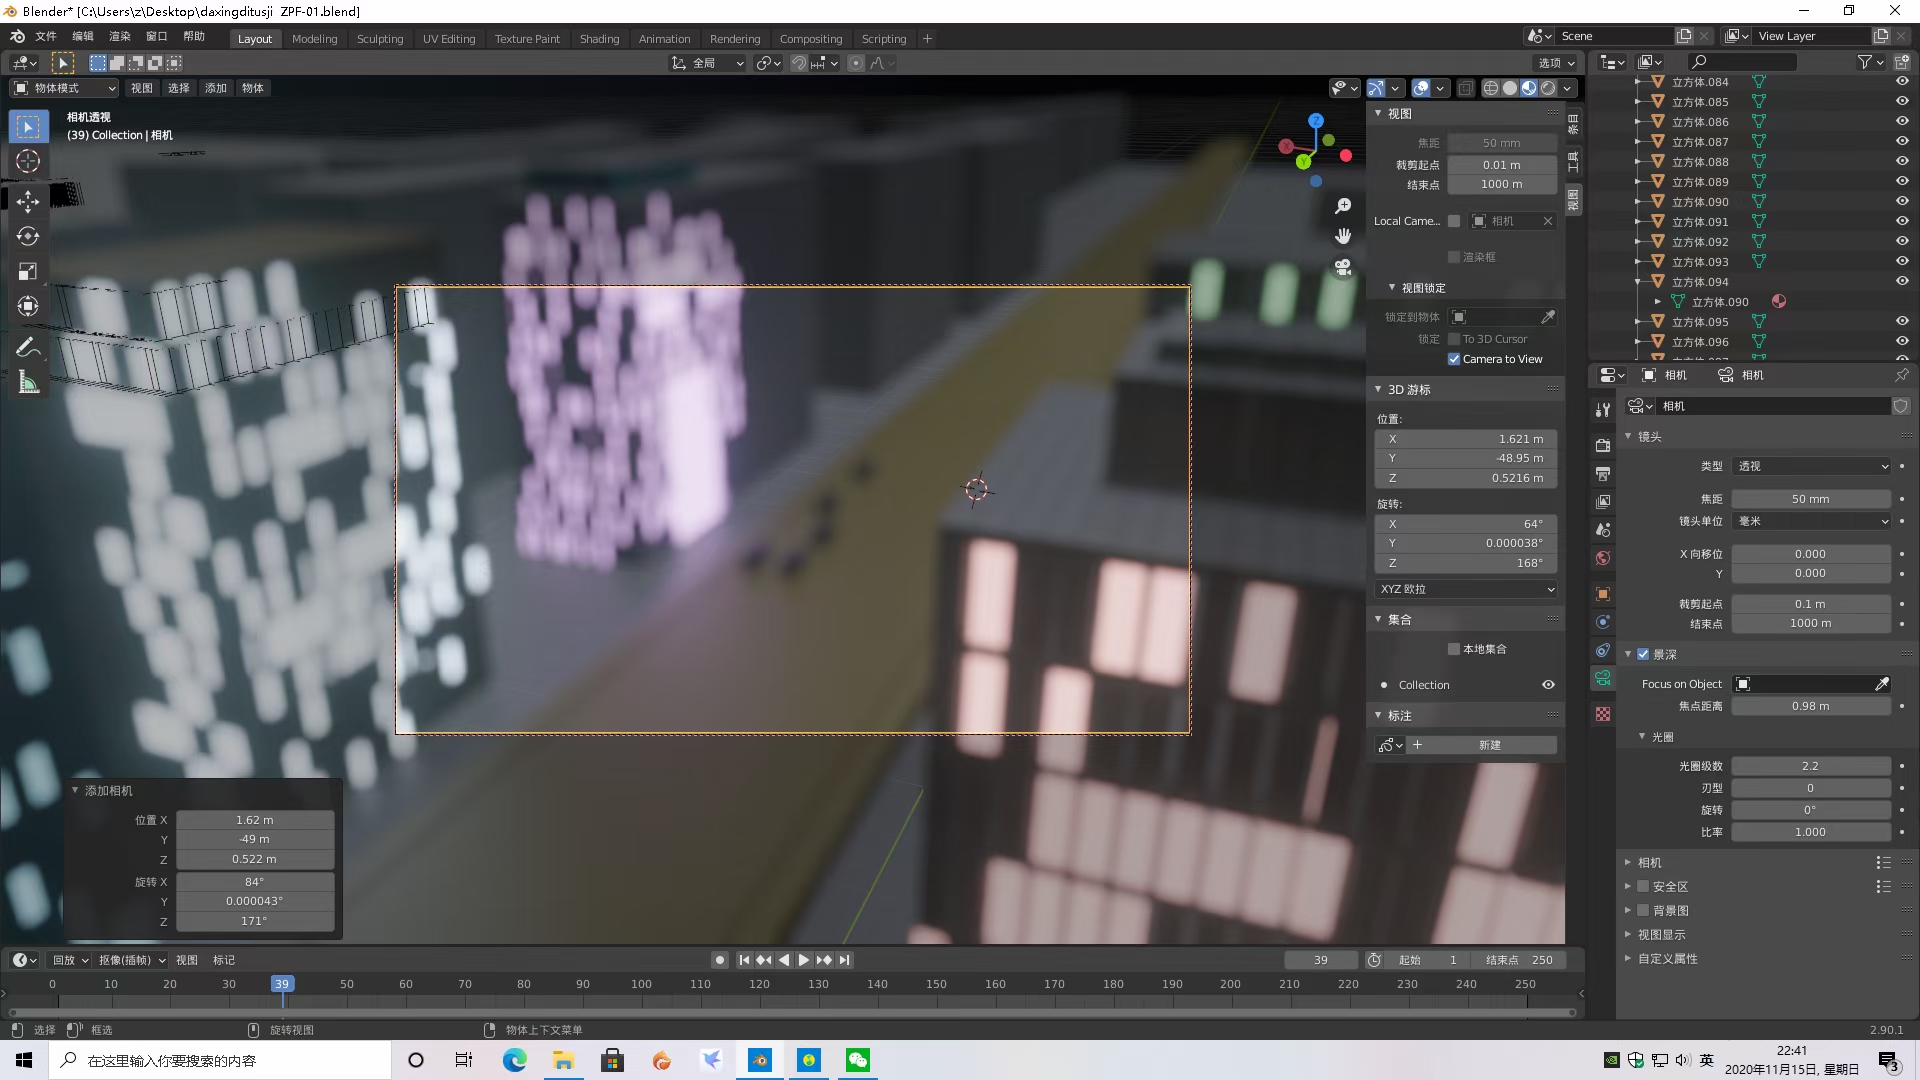 Blender* [C:\Users\z\Desktop\daxingditusji  ZPF-01.blend]
文件 编辑 渲染 窗口 帮助 Layout Modeling Sculpting UV Editing Texture Paint Shading Animation Rendering Compositing Scripting + Scene View Layer
全局 选项
物体模式 视图 选择 添加 物体
相机透视
(39) Collection | 相机
视图
焦距 50 mm
裁剪起点 0.01 m
结束点 1000 m
Local Came... 相机
渲染框
视图锁定
锁定到物体
锁定 To 3D Cursor
Camera to View
3D 游标
位置:
X 1.621 m
Y -48.95 m
Z 0.5216 m
旋转:
X 64°
Y 0.000038°
Z 168°
XYZ 欧拉
集合
本地集合
Collection
标注
新建
条目
工具
视图
Z
Y
X
立方体.084
立方体.085
立方体.086
立方体.087
立方体.088
立方体.089
立方体.090
立方体.091
立方体.092
立方体.093
立方体.094
立方体.090
立方体.095
立方体.096
相机 相机
相机
镜头
类型 透视
焦距 50 mm
镜头单位 毫米
X 向移位 0.000
Y 0.000
裁剪起点 0.1 m
结束点 1000 m
景深
Focus on Object
焦点距离 0.98 m
光圈
光圈级数 2.2
刃型 0
旋转 0°
比率 1.000
相机
安全区
背景图
视图显示
自定义属性
添加相机
位置 X 1.62 m
Y -49 m
Z 0.522 m
旋转 X 84°
Y 0.000043°
Z 171°
回放 抠像(插帧) 视图 标记 39 起始 1 结束点 250
0 10 20 30 39 50 60 70 80 90 100 110 120 130 140 150 160 170 180 190 200 210 220 230 240 250
选择 框选 旋转视图 物体上下文菜单 2.90.1
在这里输入你要搜索的内容
英
22:41
2020年11月15日, 星期日
3